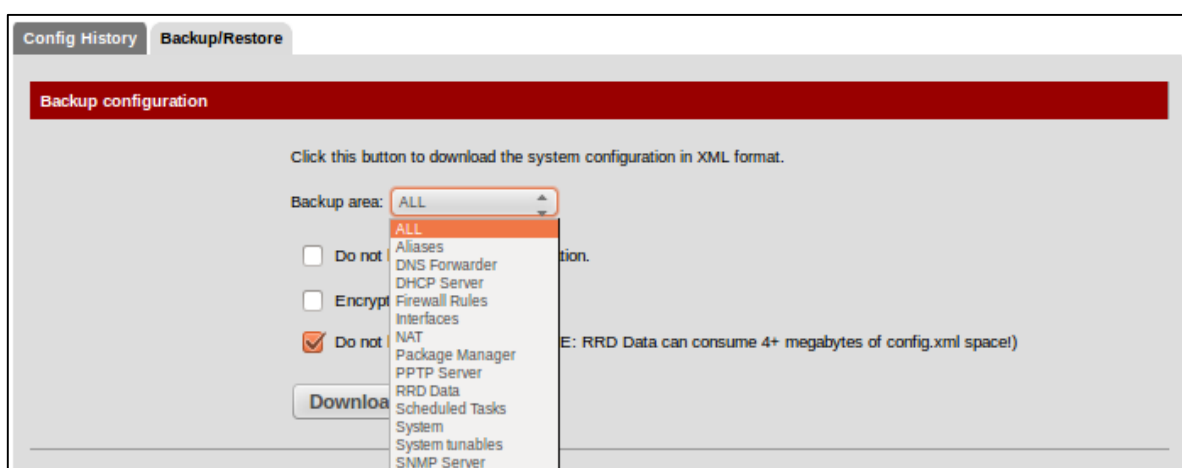 Config History Backup/Restore
Backup configuration
Click this button to download the system configuration in XML format.
Backup area: ALL
ALL
Aliases
Do not tion.
DNS Forwarder
DHCP Server
Encrypt Firewall Rules
Interfaces
Do not NAT E: RRD Data can consume 4+ megabytes of config.xml space!)
Package Manager
PPTP Server
RRD Data
Downloa Scheduled Tasks
System
System tunables
SNMP Server